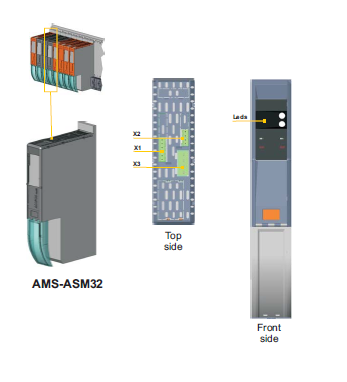 X2
X1
X3
Leds
Top
side
AMS-ASM32
Front
side